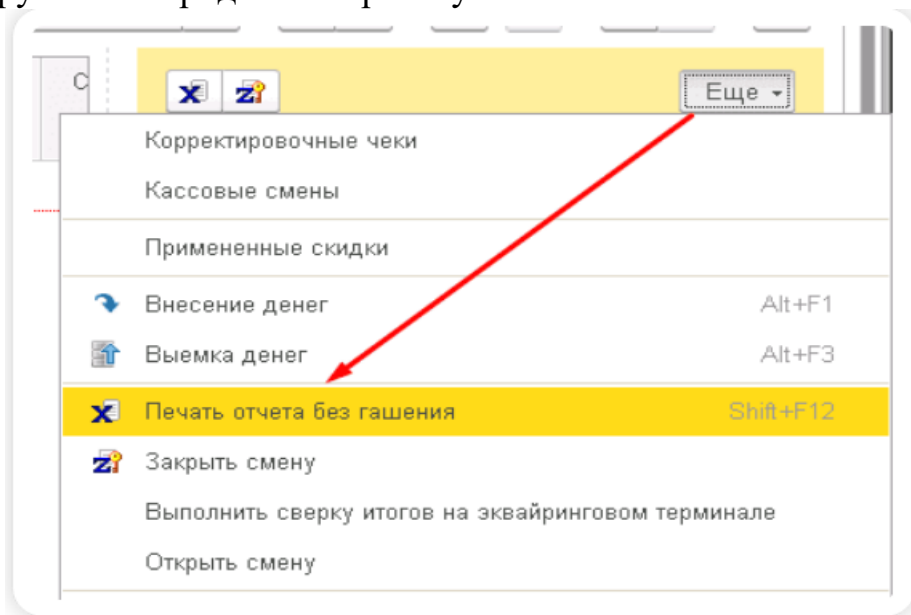 С
Еще
Корректировочные чеки
Кассовые смены
Примененные скидки
Внесение денег Alt+F1
Выемка денег Alt+F3
Печать отчета без гашения Shift+F12
Закрыть смену
Выполнить сверку итогов на эквайринговом терминале
Открыть смену